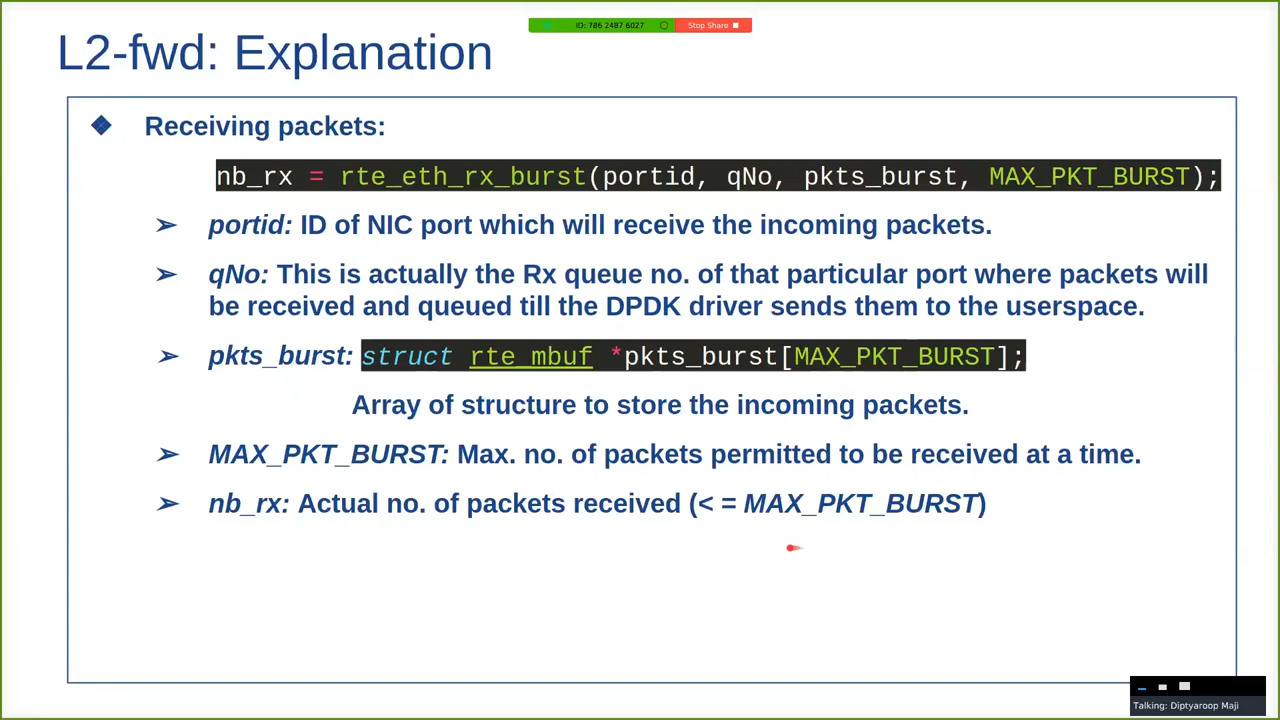 ID: 786 2487 6027 Stop Share
L2-fwd: Explanation
❖ Receiving packets:
nb_rx = rte_eth_rx_burst(portid, qNo, pkts_burst, MAX_PKT_BURST);
➢ portid: ID of NIC port which will receive the incoming packets.
➢ qNo: This is actually the Rx queue no. of that particular port where packets will
be received and queued till the DPDK driver sends them to the userspace.
➢ pkts_burst: struct rte_mbuf *pkts_burst[MAX_PKT_BURST];
Array of structure to store the incoming packets.
➢ MAX_PKT_BURST: Max. no. of packets permitted to be received at a time.
➢ nb_rx: Actual no. of packets received (< = MAX_PKT_BURST)
Talking: Diptyaroop Maji